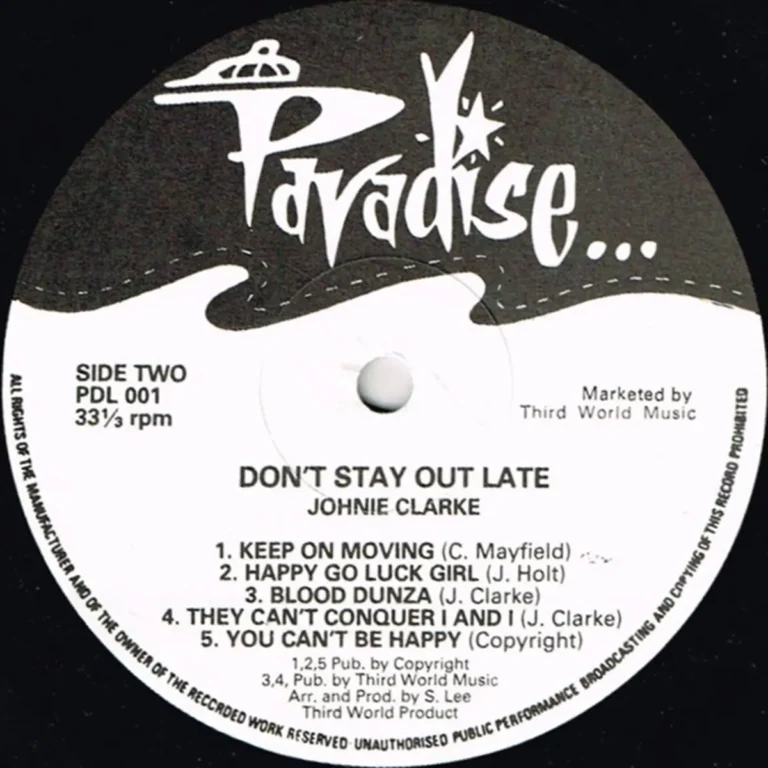 Paradise...
SIDE TWO
PDL 001
33⅓ rpm
Marketed by
Third World Music
DON'T STAY OUT LATE
JOHNIE CLARKE
1. KEEP ON MOVING (C. Mayfield)
2. HAPPY GO LUCK GIRL (J. Holt)
3. BLOOD DUNZA (J. Clarke)
4. THEY CAN'T CONQUER I AND I (J. Clarke)
5. YOU CAN'T BE HAPPY (Copyright)
1,2,5 Pub. by Copyright
3,4, Pub. by Third World Music
Arr. and Prod. by S. Lee
Third World Product
ALL RIGHTS OF THE MANUFACTURER AND OF THE OWNER OF THE RECORDED WORK RESERVED · UNAUTHORISED PUBLIC PERFORMANCE BROADCASTING AND COPYING OF THIS RECORD PROHIBITED